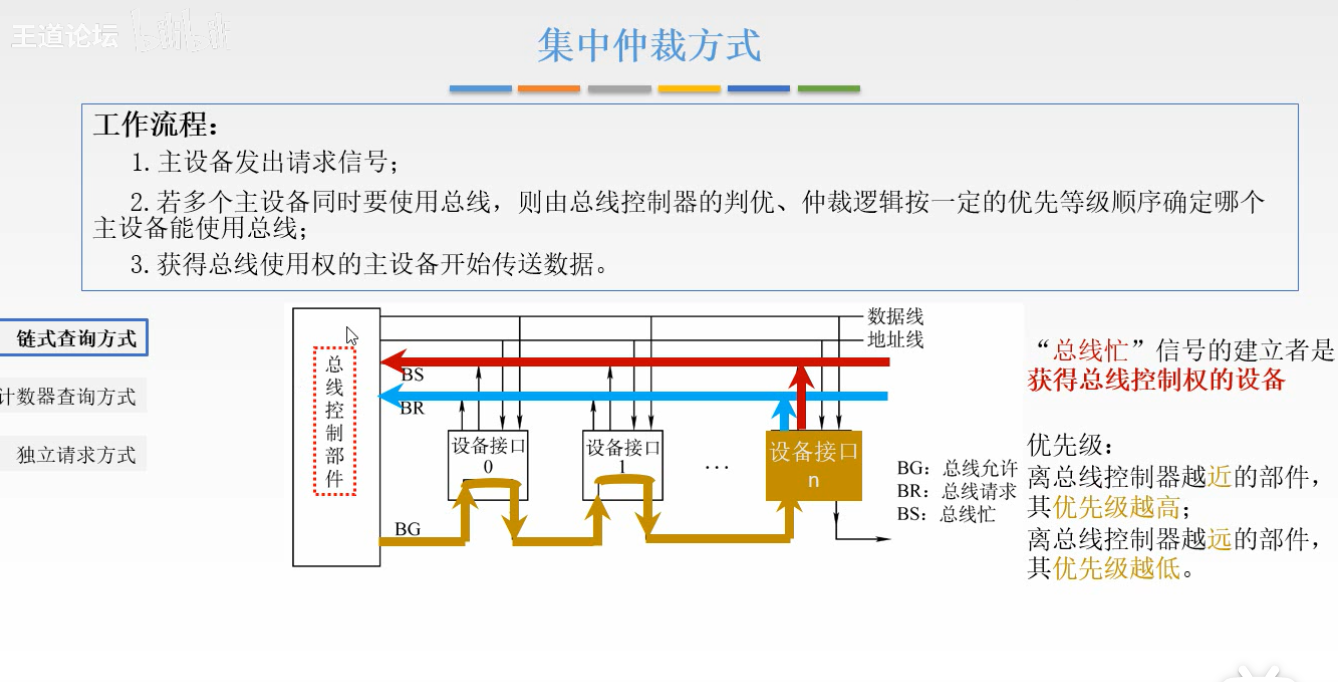 王道论坛 bilibili
集中仲裁方式
工作流程：
1.主设备发出请求信号；
2.若多个主设备同时要使用总线，则由总线控制器的判优、仲裁逻辑按一定的优先等级顺序确定哪个
主设备能使用总线；
3.获得总线使用权的主设备开始传送数据。
链式查询方式
计数器查询方式
独立请求方式
总
线
控
制
部
件
数据线
地址线
BS
BR
设备接口
0
设备接口
1
…
设备接口
n
BG
BG：总线允许
BR：总线请求
BS：总线忙
“总线忙”信号的建立者是
获得总线控制权的设备
优先级：
离总线控制器越近的部件，
其优先级越高；
离总线控制器越远的部件，
其优先级越低。